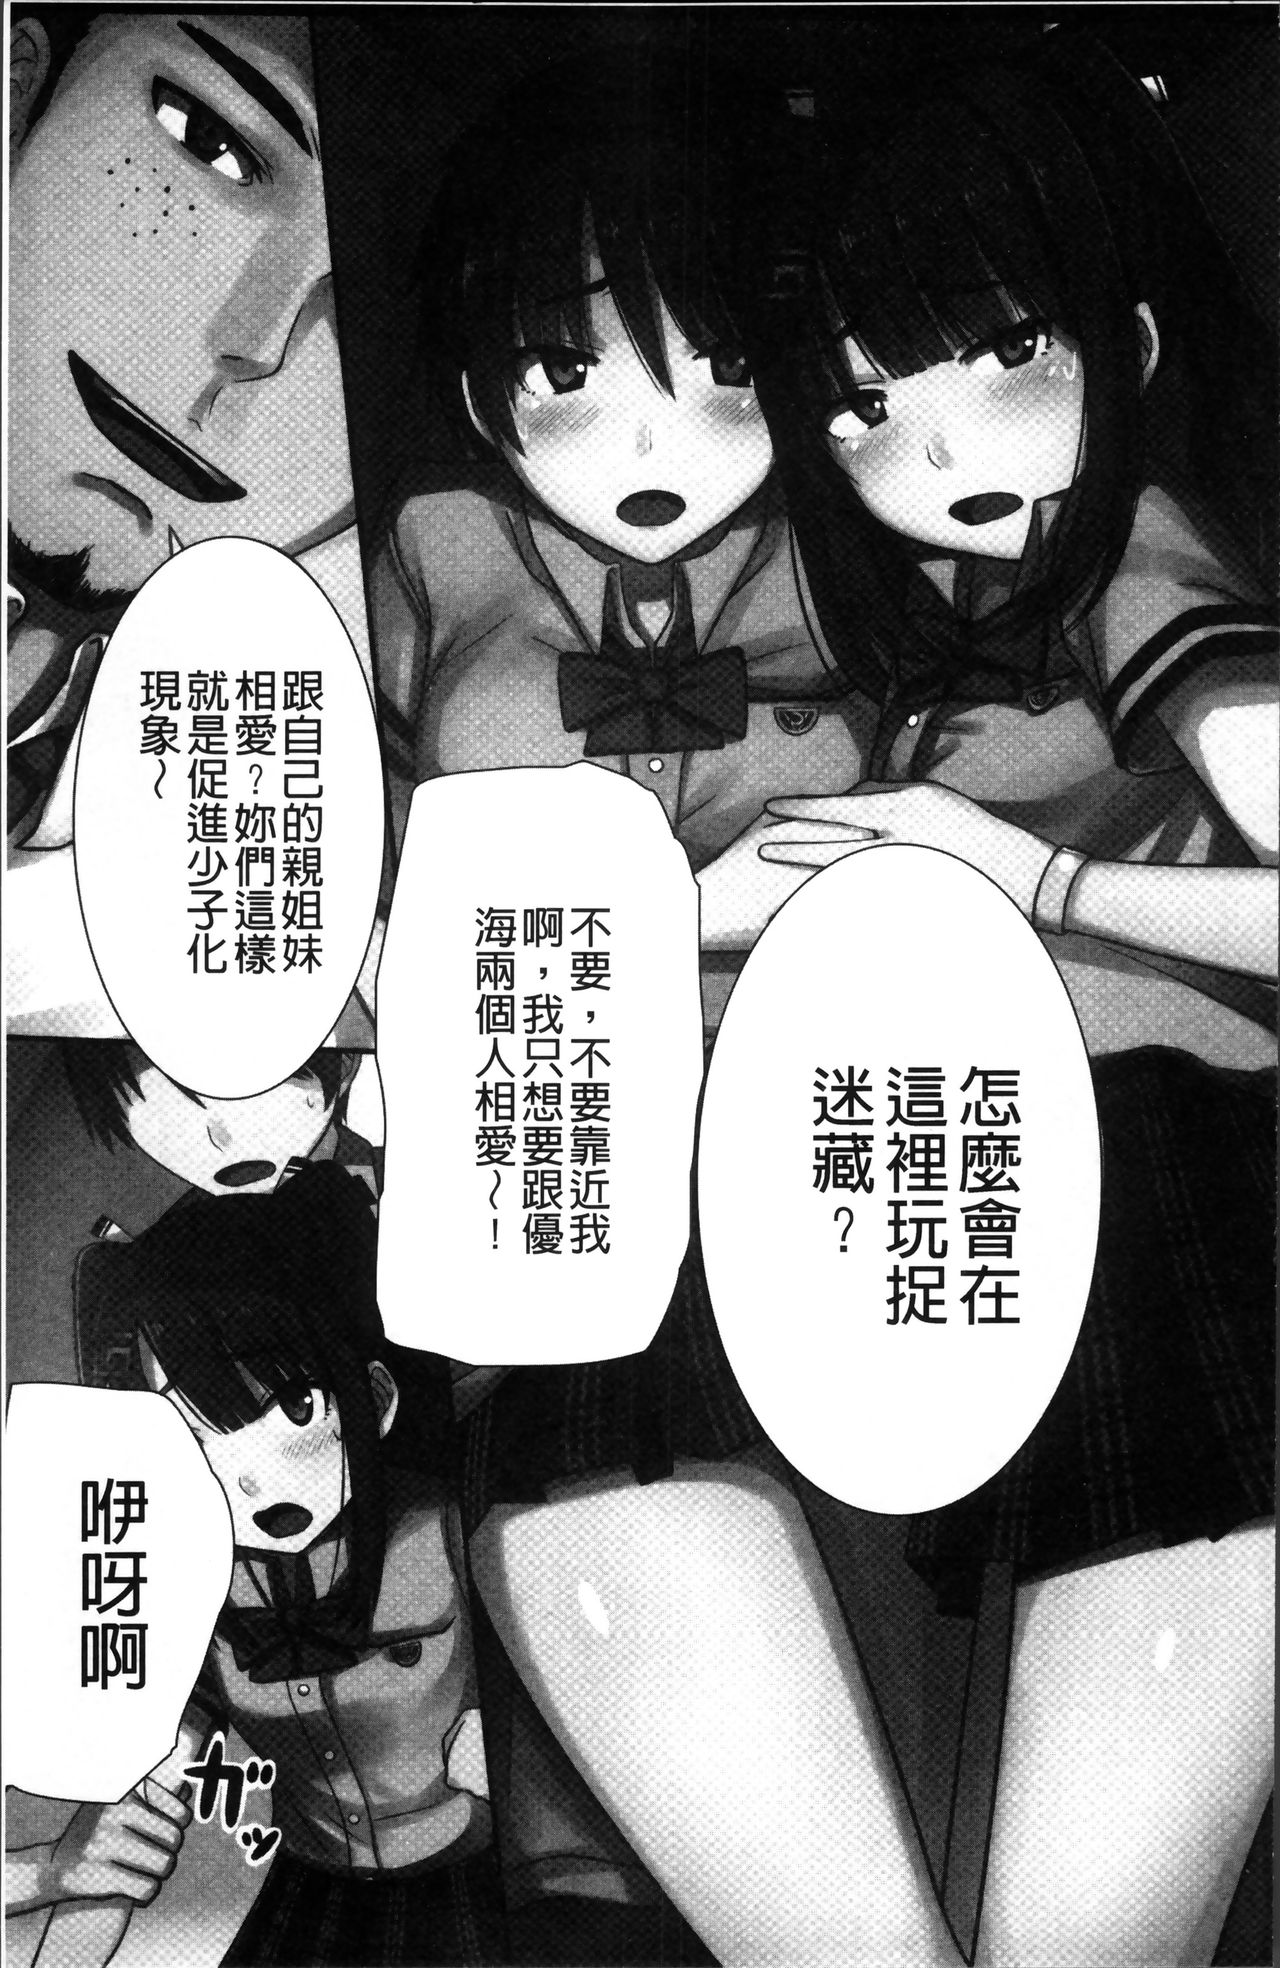 怎麼會在
這裡玩捉
迷藏？
不要，不要靠近我
啊，我只想要跟優
海兩個人相愛～！
跟自己的親姐妹
相愛？妳們這樣
就是促進少子化
現象～
咿呀啊
ガッ